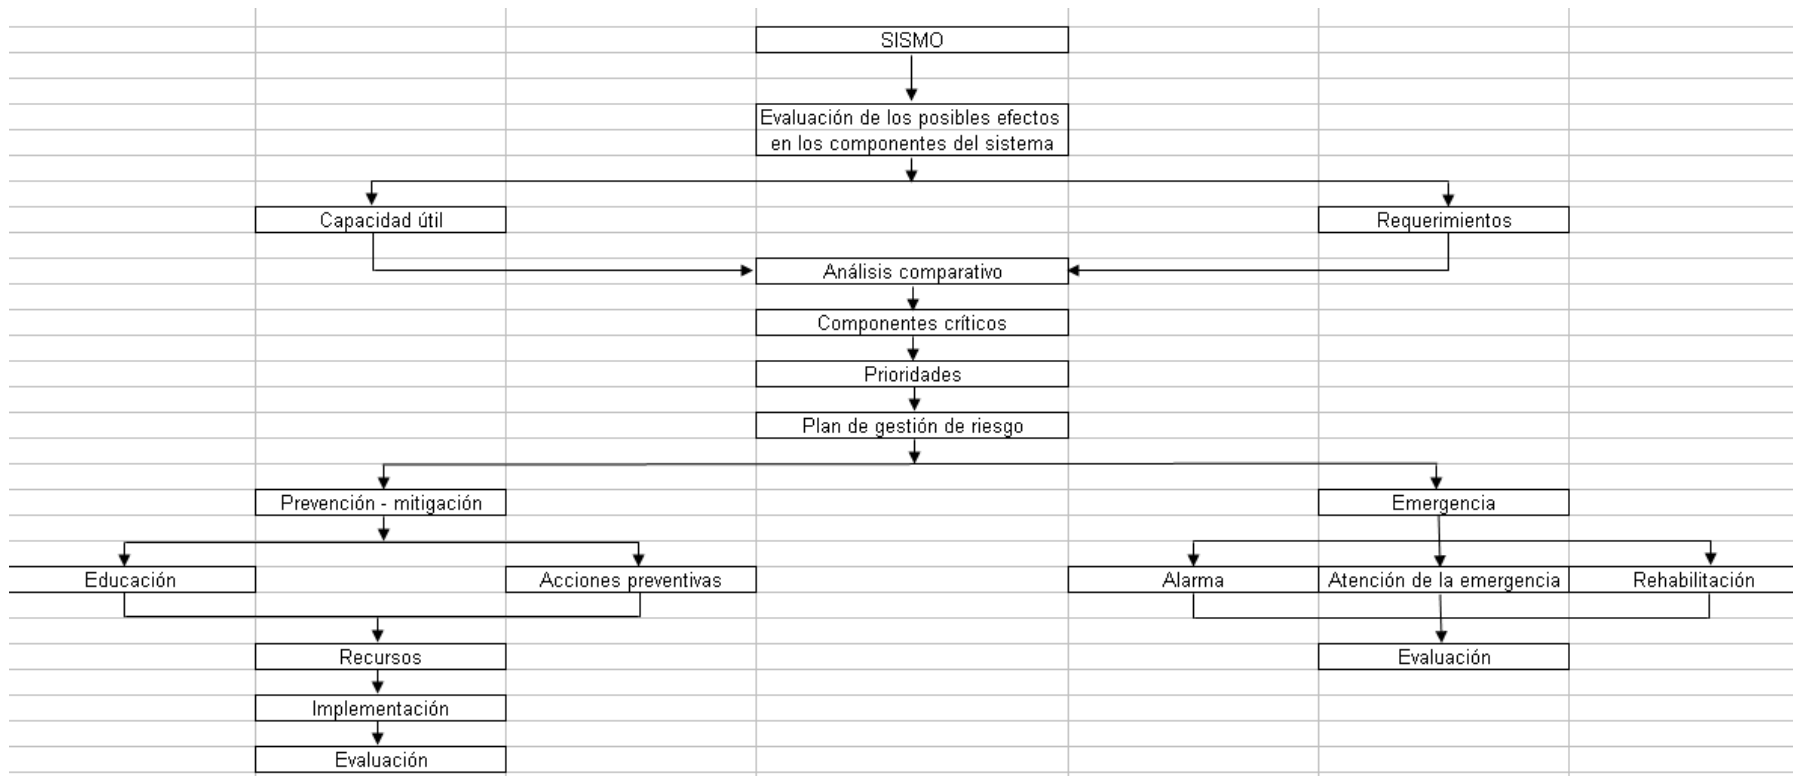 SISMO
Evaluación de los posibles efectos
en los componentes del sistema
Capacidad útil
Requerimientos
Análisis comparativo
Componentes críticos
Prioridades
Plan de gestión de riesgo
Prevención - mitigación
Emergencia
Educación
Acciones preventivas
Alarma
Atención de la emergencia
Rehabilitación
Recursos
Evaluación
Implementación
Evaluación